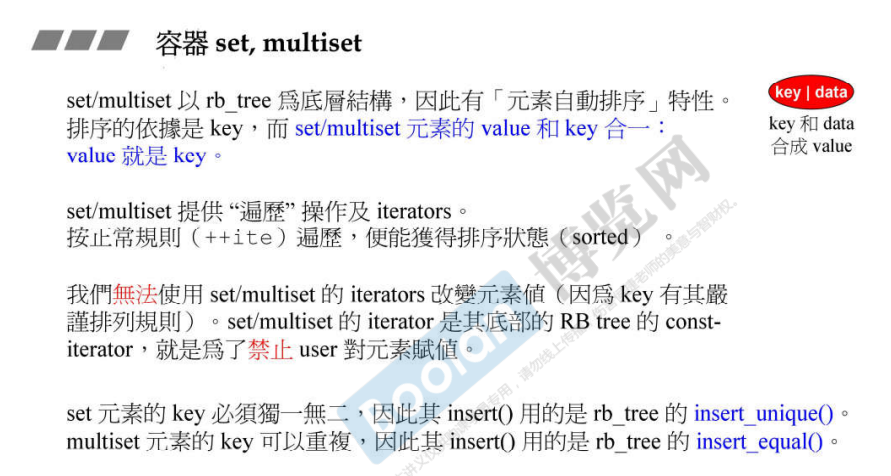 容器 set, multiset
set/multiset 以 rb_tree 爲底層結構，因此有「元素自動排序」特性。
排序的依據是 key，而 set/multiset 元素的 value 和 key 合一：
value 就是 key。
key | data
key 和 data
合成 value
set/multiset 提供 “遍歷” 操作及 iterators。
按正常規則（++ite）遍歷，便能獲得排序狀態（sorted） 。
我們無法使用 set/multiset 的 iterators 改變元素值（因爲 key 有其嚴
謹排列規則）。set/multiset 的 iterator 是其底部的 RB tree 的 const-
iterator，就是爲了禁止 user 對元素賦值。
set 元素的 key 必須獨一無二，因此其 insert() 用的是 rb_tree 的 insert_unique()。
multiset 元素的 key 可以重複，因此其 insert() 用的是 rb_tree 的 insert_equal()。
Boolan
博览网